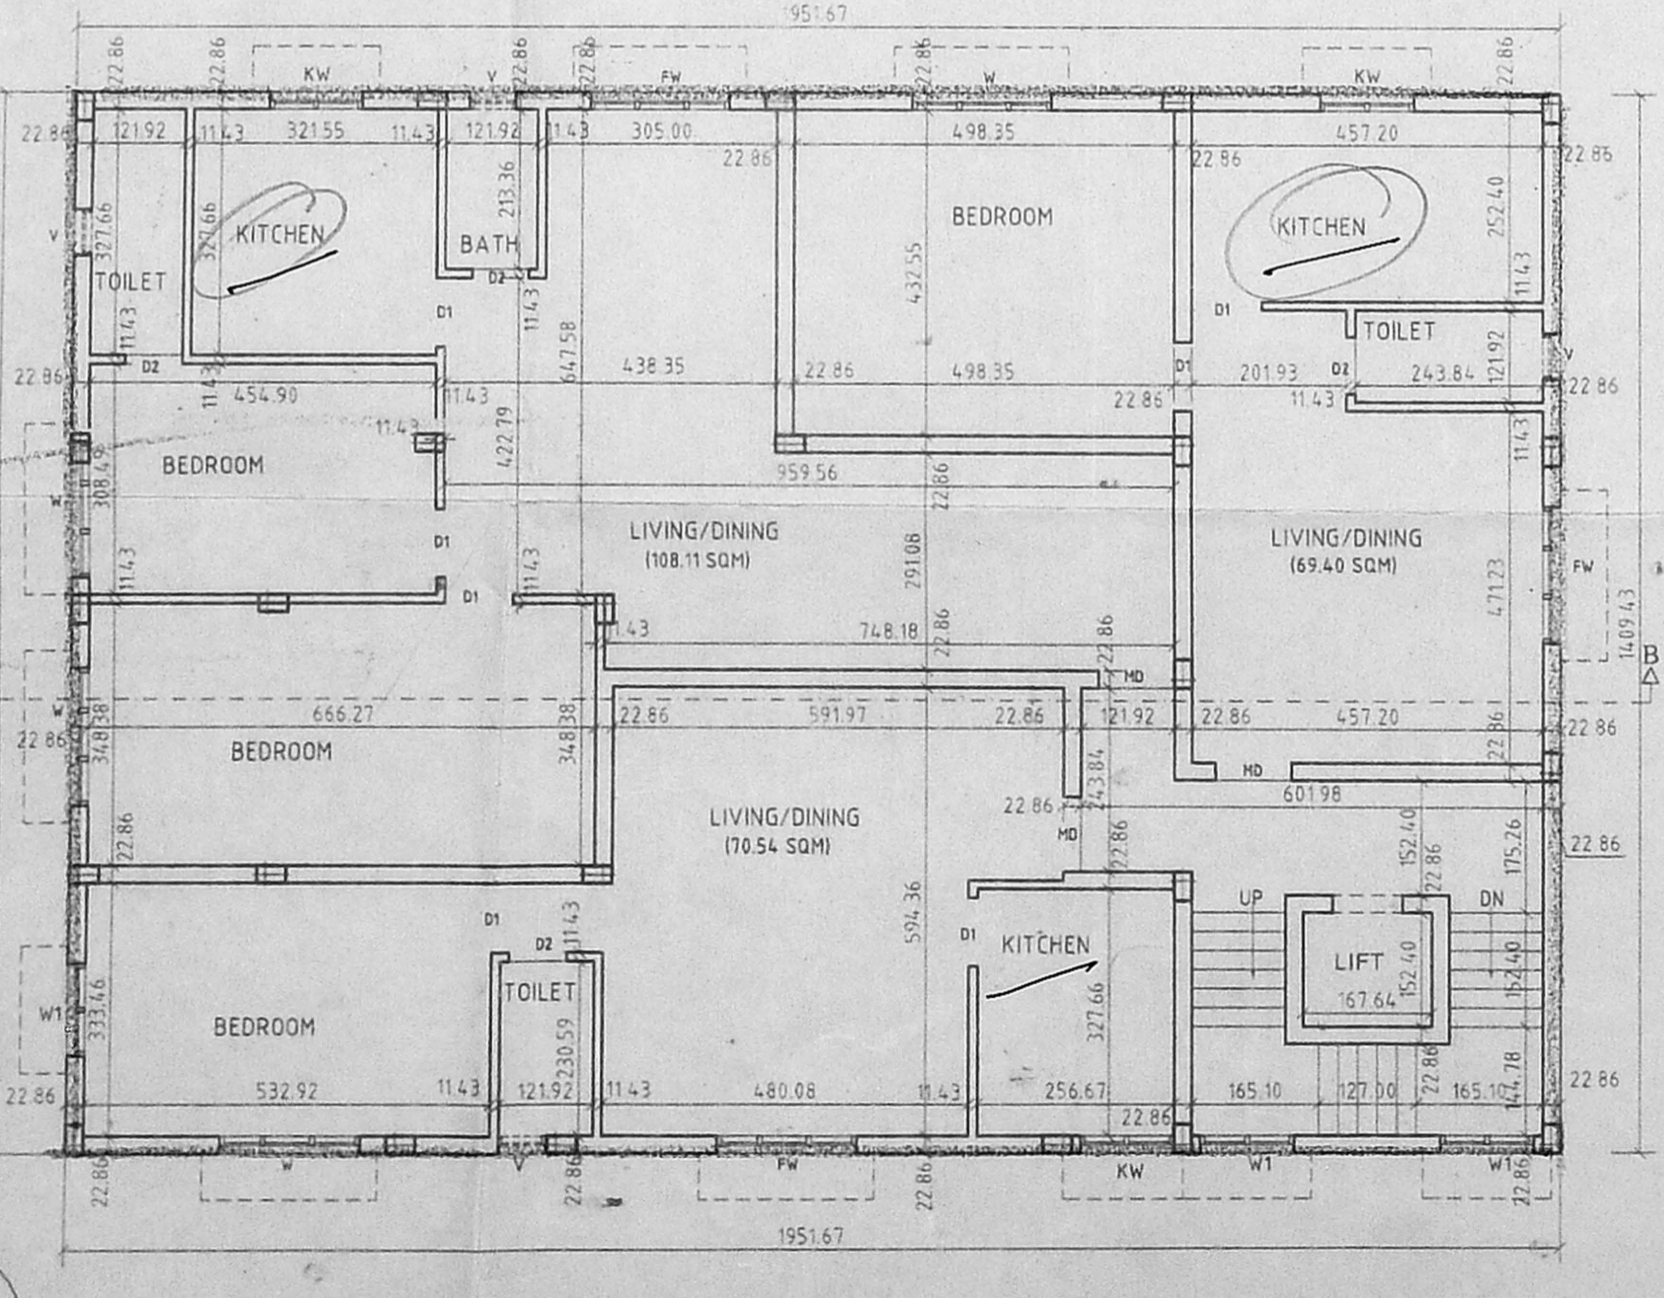 1951.67
22.86
22.86
22.86
22.86
22.86
22.86
KW
V
FW
W
KW
22.86
121.92
11.43
321.55
11.43
121.92
11.43
305.00
22.86
498.35
22.86
457.20
22.86
327.66
327.66
213.36
432.55
252.40
V
KITCHEN
BATH
BEDROOM
KITCHEN
TOILET
D2
11.43
D1
11.43
D1
11.43
TOILET
121.92
V
11.43
647.58
22.86
D2
11.43
454.90
11.43
438.35
22.86
498.35
D1
22.86
201.93
D2
11.43
243.84
22.86
11.43
422.79
11.43
BEDROOM
308.49
W
959.56
22.86
LIVING/DINING
(108.11 SQM)
LIVING/DINING
(69.40 SQM)
D1
11.43
11.43
291.08
471.23
FW
1409.43
D1
748.18
22.86
22.86
MD
B
W
22.86
348.38
666.27
348.38
22.86
591.97
22.86
121.92
22.86
457.20
22.86
22.86
BEDROOM
MD
243.84
22.86
601.98
LIVING/DINING
(70.54 SQM)
MD
22.86
22.86
152.40
22.86
175.26
22.86
UP
DN
D1
D2
11.43
594.36
D1
KITCHEN
TOILET
LIFT
152.40
152.40
167.64
W1
333.46
BEDROOM
230.59
327.66
22.86
144.78
22.86
532.92
11.43
121.92
11.43
480.08
11.43
256.67
22.86
165.10
127.00
165.10
22.86
22.86
W
V
22.86
FW
22.86
KW
W1
W1
22.86
1951.67